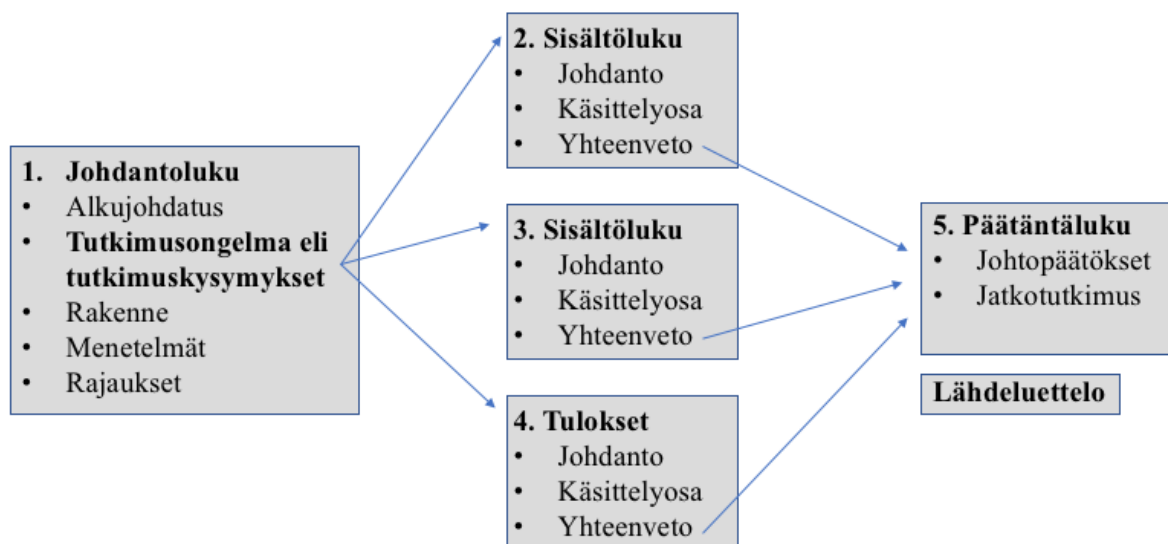 1. Johdantoluku
• Alkujohdatus
• Tutkimusongelma eli
tutkimuskysymykset
• Rakenne
• Menetelmät
• Rajaukset
2. Sisältöluku
• Johdanto
• Käsittelyosa
• Yhteenveto
3. Sisältöluku
• Johdanto
• Käsittelyosa
• Yhteenveto
4. Tulokset
• Johdanto
• Käsittelyosa
• Yhteenveto
5. Päätäntäluku
• Johtopäätökset
• Jatkotutkimus
Lähdeluettelo